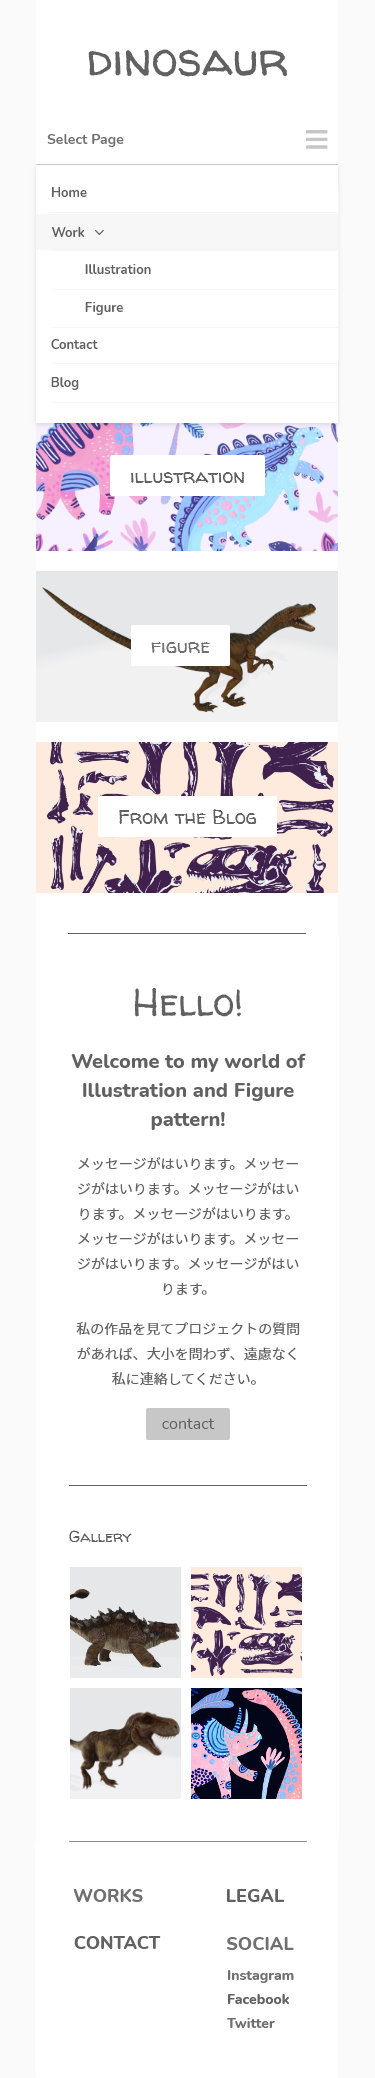 DINOSAUR
Select Page
Home
Work
Illustration
Figure
Contact
Blog
ILLUSTRATION
FIGURE
From the Blog
Hello!
Welcome to my world of
Illustration and Figure
pattern!
メッセージがはいります。メッセー
ジがはいります。メッセージがはい
ります。メッセージがはいります。
メッセージがはいります。メッセー
ジがはいります。メッセージがはい
ります。
私の作品を見てプロジェクトの質問
があれば、大小を問わず、遠慮なく
私に連絡してください。
contact
Gallery
WORKS
CONTACT
LEGAL
SOCIAL
Instagram
Facebook
Twitter